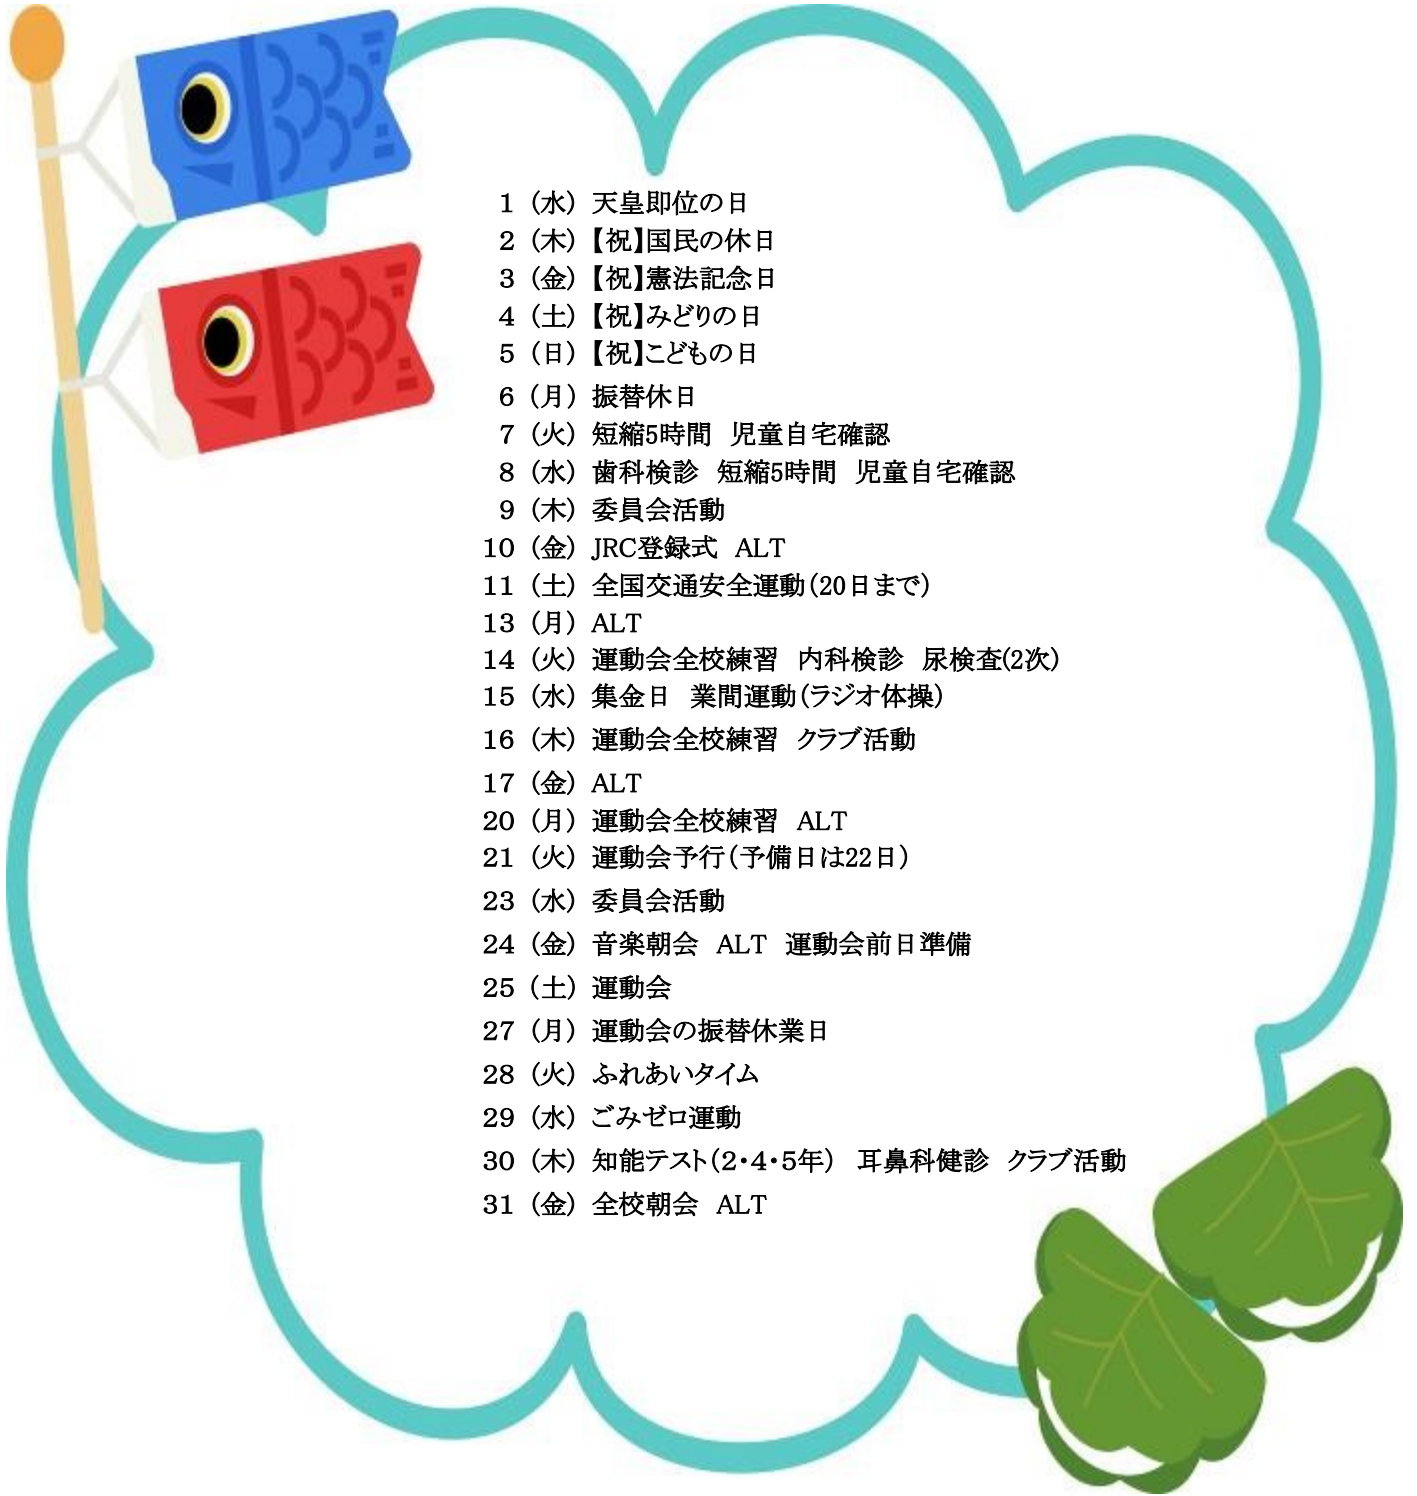 1 （水） 天皇即位の日
2 （木） 【祝】国民の休日
3 （金） 【祝】憲法記念日
4 （土） 【祝】みどりの日
5 （日） 【祝】こどもの日
6 （月） 振替休日
7 （火） 短縮5時間　児童自宅確認
8 （水） 歯科検診　短縮5時間　児童自宅確認
9 （木） 委員会活動
10 （金） JRC登録式　ALT
11 （土） 全国交通安全運動（20日まで）
13 （月） ALT
14 （火） 運動会全校練習　内科検診　尿検査(2次)
15 （水） 集金日　業間運動（ラジオ体操）
16 （木） 運動会全校練習　クラブ活動
17 （金） ALT
20 （月） 運動会全校練習　ALT
21 （火） 運動会予行（予備日は22日）
23 （水） 委員会活動
24 （金） 音楽朝会　ALT　運動会前日準備
25 （土） 運動会
27 （月） 運動会の振替休業日
28 （火） ふれあいタイム
29 （水） ごみゼロ運動
30 （木） 知能テスト（2・4・5年）　耳鼻科健診　クラブ活動
31 （金） 全校朝会　ALT